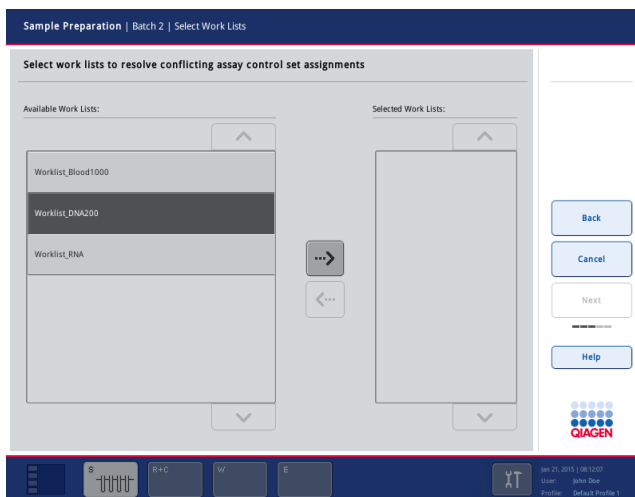 Sample Preparation | Batch 2 | Select Work Lists
Select work lists to resolve conflicting assay control set assignments
Available Work Lists:
Selected Work Lists:
Worklist_Blood1000
Worklist_DNA200
Worklist_RNA
Back
Cancel
Next
Help
QIAGEN
S
R+C
W
E
Jan 21, 2015 | 08:12:07
User: John Doe
Profile: Default Profile 1